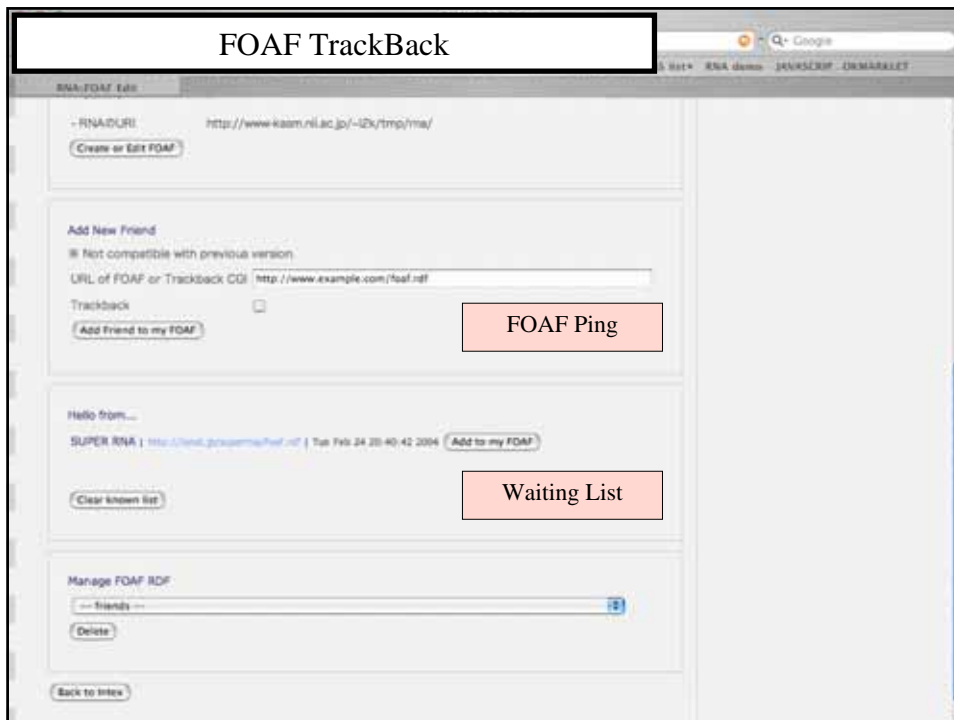 FOAF TrackBack
Google
RNA demo
RNA:FOAF Edit
- RNA@URI http://www-kasm.nii.ac.jp/~i2k/tmp/rna/
Create or Edit FOAF
Add New Friend
※ Not compatible with previous version
URL of FOAF or Trackback CGI http://www.example.com/foaf.rdf
Trackback
Add Friend to my FOAF
FOAF Ping
Hello from...
SUPER RNA | | Tue Feb 24 20:40:42 2004 Add to my FOAF
Waiting List
Clear known list
Manage FOAF RDF
--- friends ---
Delete
Back to Intex